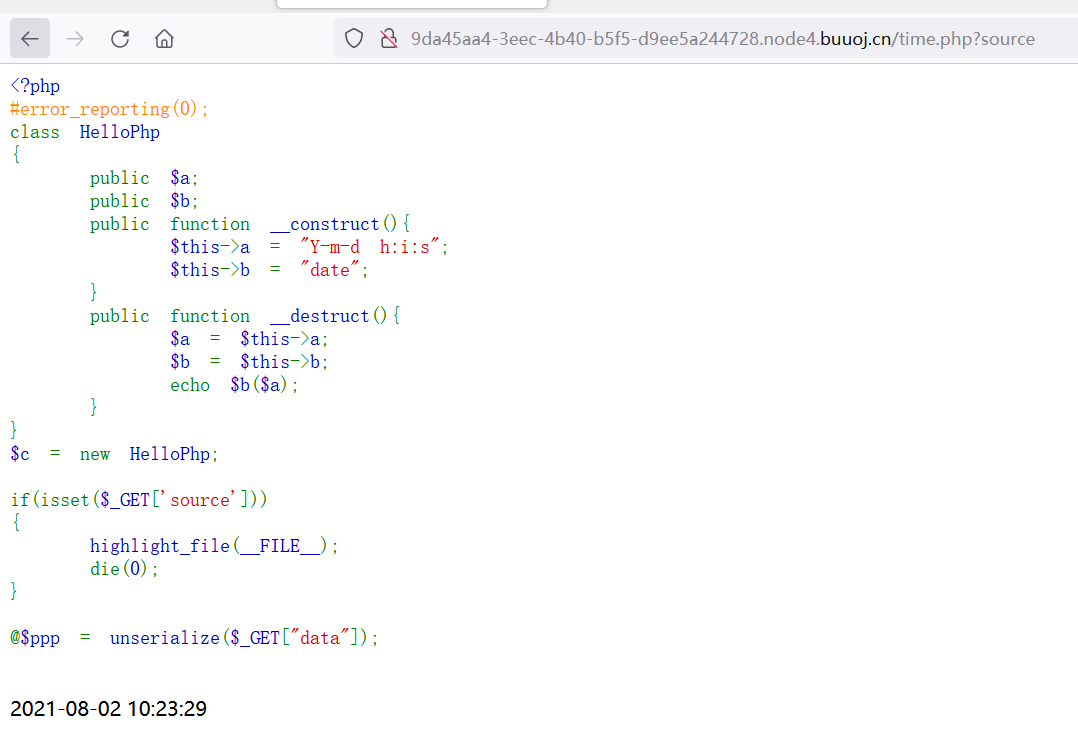 9da45aa4-3eec-4b40-b5f5-d9ee5a244728.node4.buuoj.cn/time.php?source
<?php
#error_reporting(0);
class HelloPhp
{
        public $a;
        public $b;
        public function __construct(){
                $this->a = "Y-m-d h:i:s";
                $this->b = "date";
        }
        public function __destruct(){
                $a = $this->a;
                $b = $this->b;
                echo $b($a);
        }
}
$c = new HelloPhp;
if(isset($_GET['source']))
{
        highlight_file(__FILE__);
        die(0);
}
@$ppp = unserialize($_GET["data"]);
2021-08-02 10:23:29